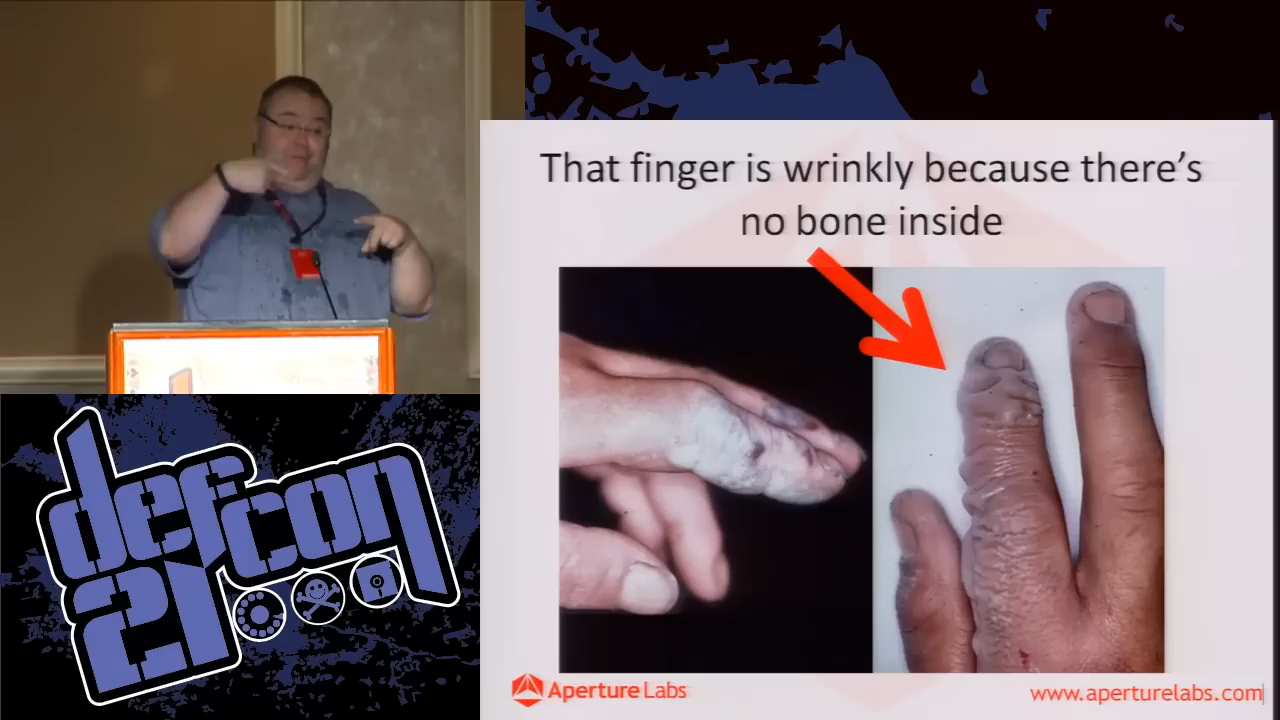 That finger is wrinkly because there's
no bone inside
defcon
21
Aperture Labs
www.aperturelabs.com